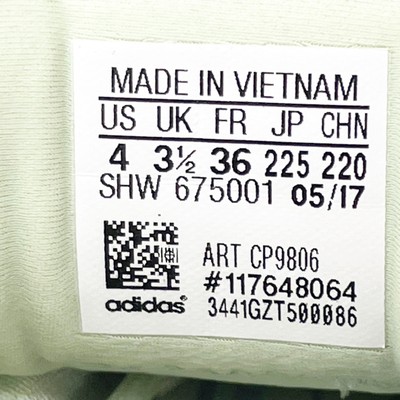 MADE IN VIETNAM
US UK FR JP CHN
4 3½ 36 225 220
SHW 675001 05/17
ART CP9806
#117648064
adidas 3441GZT500086